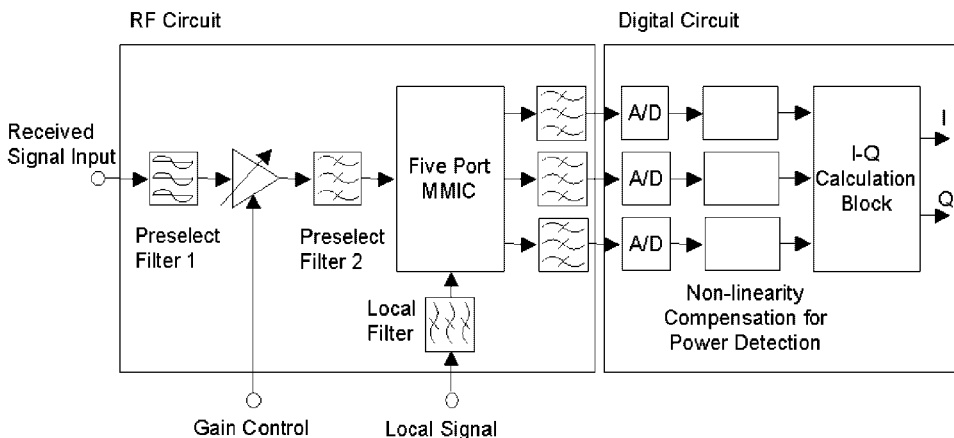 RF Circuit
Digital Circuit
Received
Signal Input
Preselect
Filter 1
Preselect
Filter 2
Five Port
MMIC
Local
Filter
A/D
A/D
A/D
I-Q
Calculation
Block
I
Q
Non-linearity
Compensation for
Power Detection
Gain Control
Local Signal